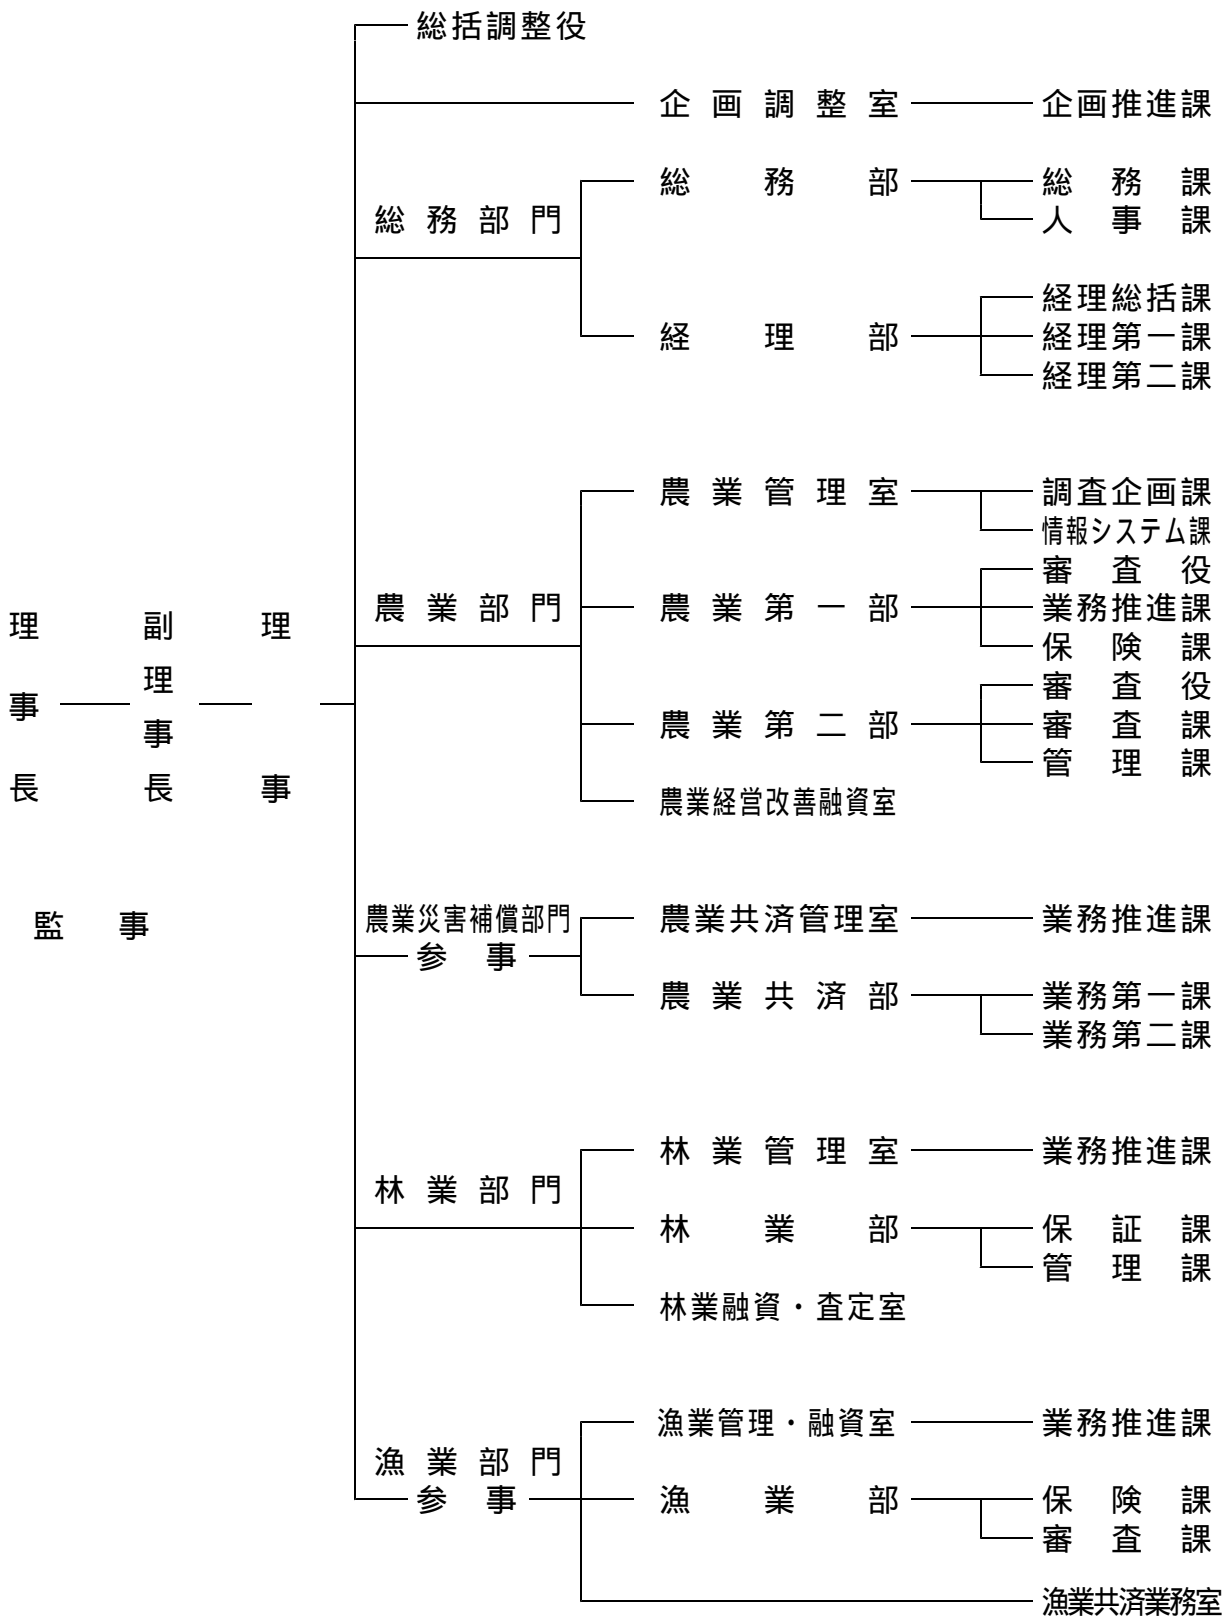 総括調整役
企画調整室 企画推進課
総務部門
総務部 総務課
人事課
経理部 経理総括課
経理第一課
経理第二課
理事長 副理事長 理事
監事
農業部門
農業管理室 調査企画課
情報システム課
農業第一部 審査役
業務推進課
保険課
農業第二部 審査役
審査課
管理課
農業経営改善融資室
農業災害補償部門
参事
農業共済管理室 業務推進課
農業共済部 業務第一課
業務第二課
林業部門
林業管理室 業務推進課
林業部 保証課
管理課
林業融資・査定室
漁業部門
参事
漁業管理・融資室 業務推進課
漁業部 保険課
審査課
漁業共済業務室